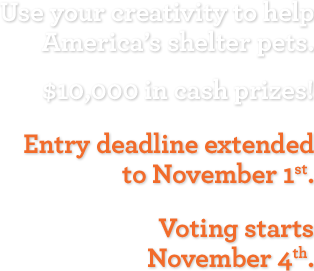 Use your creativity to help
America's shelter pets.
$10,000 in cash prizes!
Entry deadline extended
to November 1st.
Voting starts
November 4th.